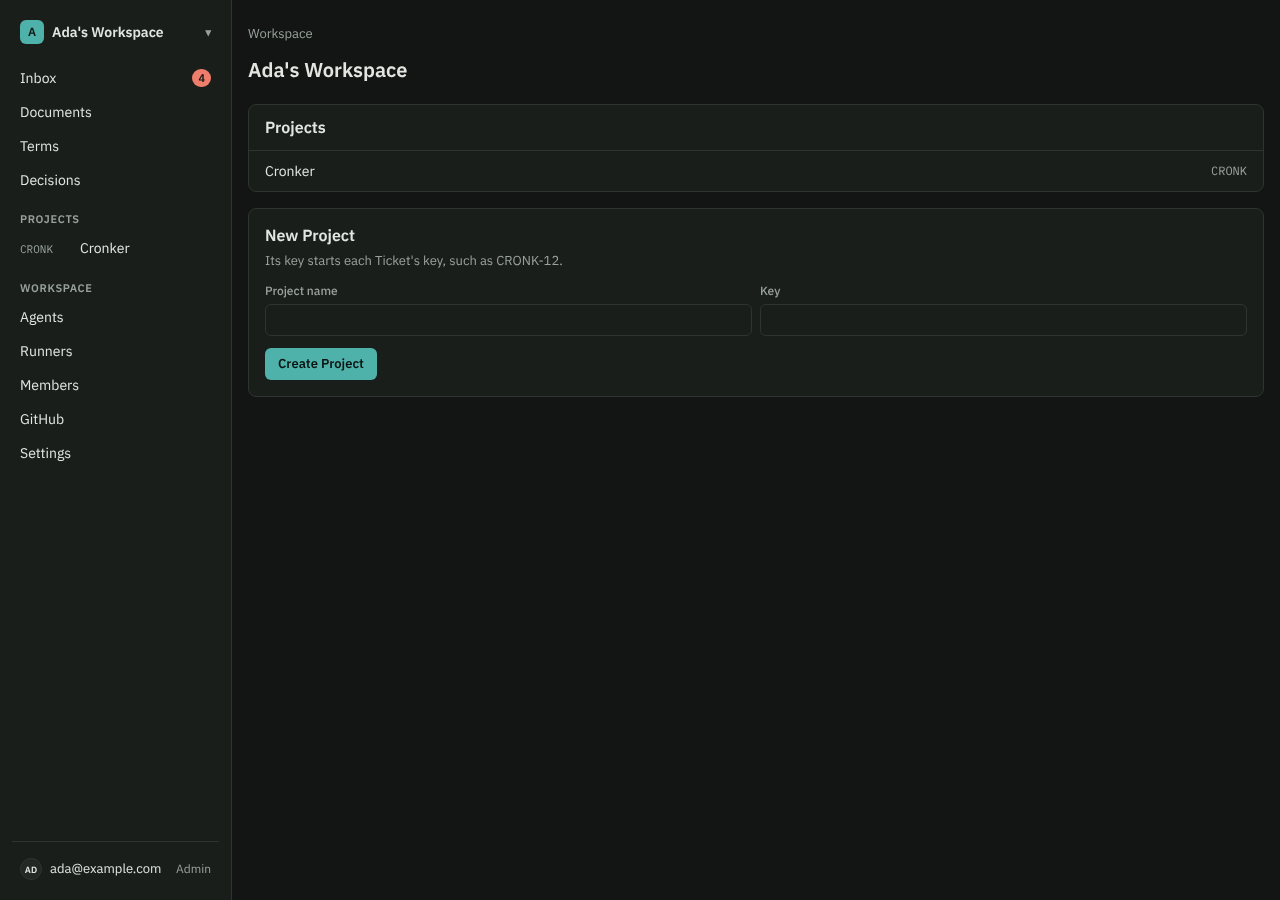 A Ada's Workspace ▾
Inbox 4
Documents
Terms
Decisions
PROJECTS
CRONK Cronker
WORKSPACE
Agents
Runners
Members
GitHub
Settings
AD ada@example.com Admin
Workspace
Ada's Workspace
Projects
Cronker CRONK
New Project
Its key starts each Ticket's key, such as CRONK-12.
Project name Key
Create Project